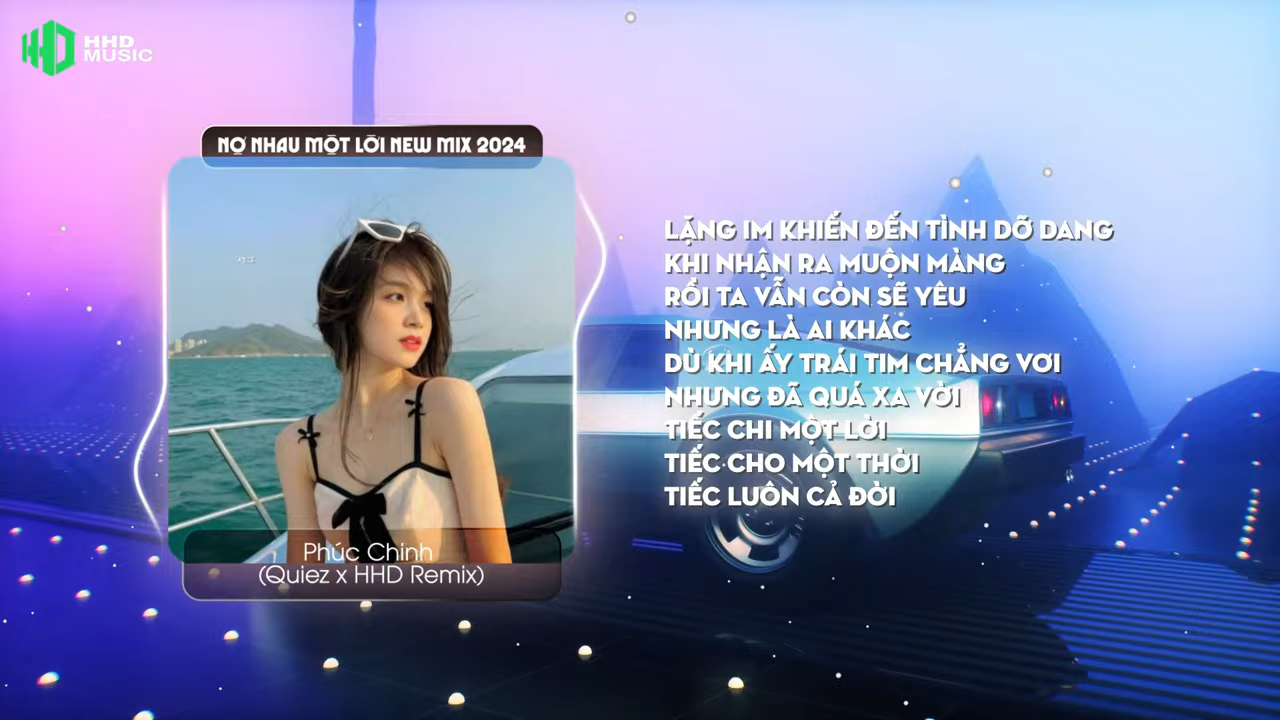 HHD
MUSIC
NỢ NHAU MỘT LỜI NEW MIX 2024
LẶNG IM KHIẾN ĐẾN TÌNH DỠ DANG
KHI NHẬN RA MUỘN MÀNG
RỒI TA VẪN CÒN SẼ YÊU
NHƯNG LÀ AI KHÁC
DÙ KHI ẤY TRÁI TIM CHẲNG VƠI
NHƯNG ĐÃ QUÁ XA VỜI
TIẾC CHI MỘT LỜI
TIẾC CHO MỘT THỜI
TIẾC LUÔN CẢ ĐỜI
Phúc Chinh
(Quiez x HHD Remix)